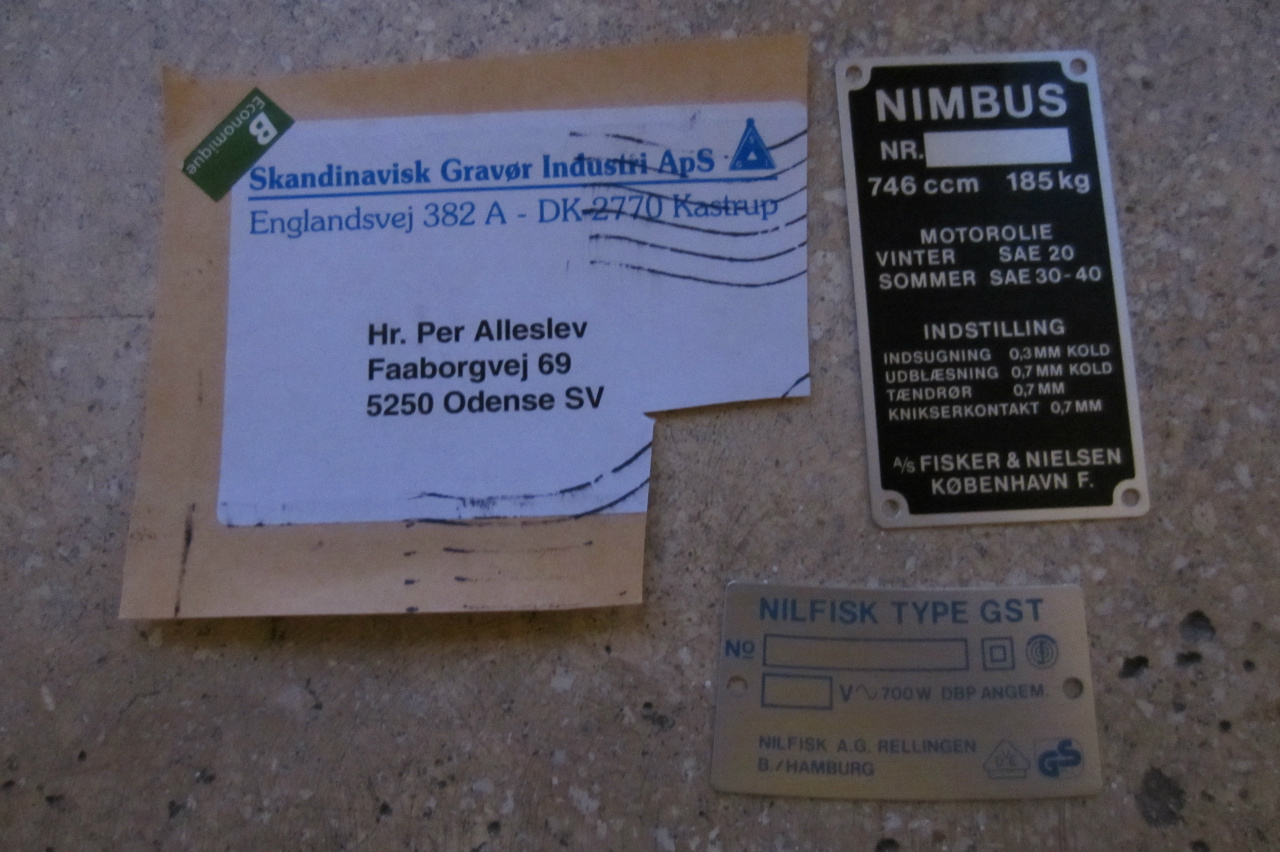 B
Economique
Skandinavisk Gravør Industri ApS
Englandsvej 382 A - DK-2770 Kastrup
Hr. Per Alleslev
Faaborgvej 69
5250 Odense SV
NIMBUS
NR.
746 ccm 185 kg
MOTOROLIE
VINTER SAE 20
SOMMER SAE 30-40
INDSTILLING
INDSUGNING 0,3 MM KOLD
UDBLÆSNING 0,7 MM KOLD
TÆNDRØR 0,7 MM
KNIKSERKONTAKT 0,7 MM
A/S FISKER & NIELSEN
KØBENHAVN F.
NILFISK TYPE GST
Nº
V~700W DBP ANGEM.
NILFISK A.G. RELLINGEN
B./HAMBURG
GS